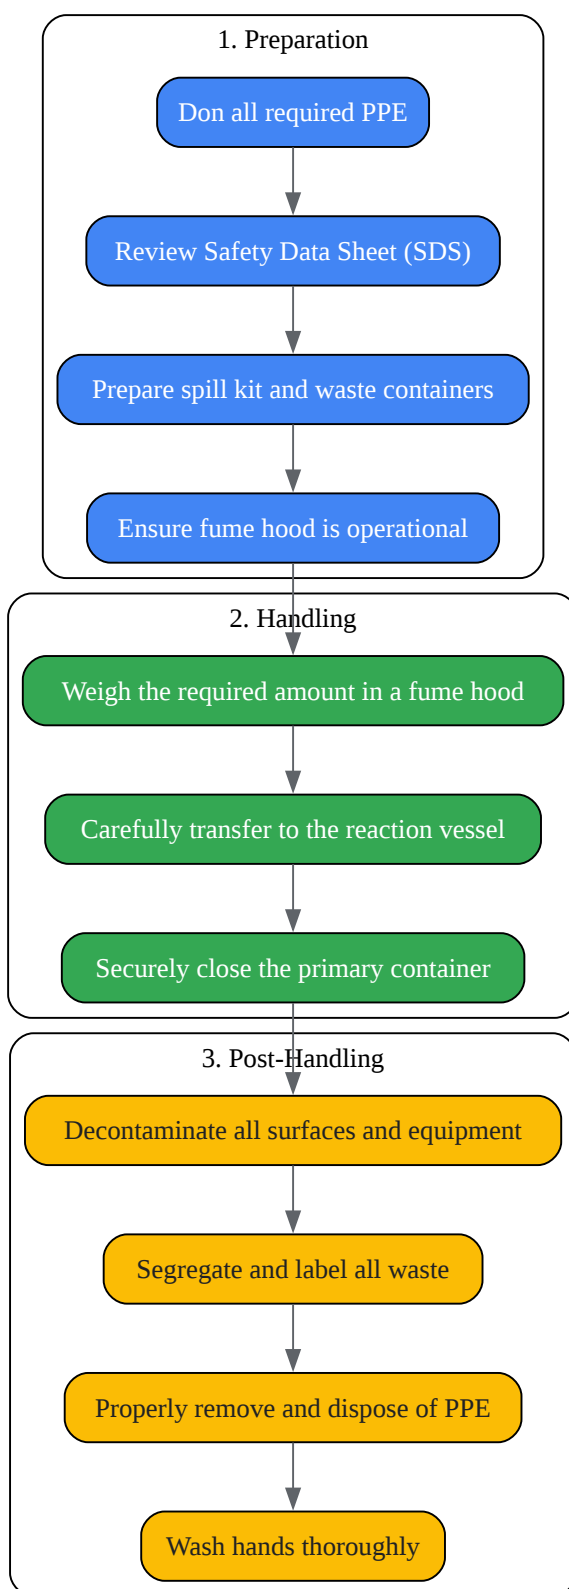 1. Preparation
Don all required PPE
Review Safety Data Sheet (SDS)
Prepare spill kit and waste containers
Ensure fume hood is operational
2. Handling
Weigh the required amount in a fume hood
Carefully transfer to the reaction vessel
Securely close the primary container
3. Post-Handling
Decontaminate all surfaces and equipment
Segregate and label all waste
Properly remove and dispose of PPE
Wash hands thoroughly